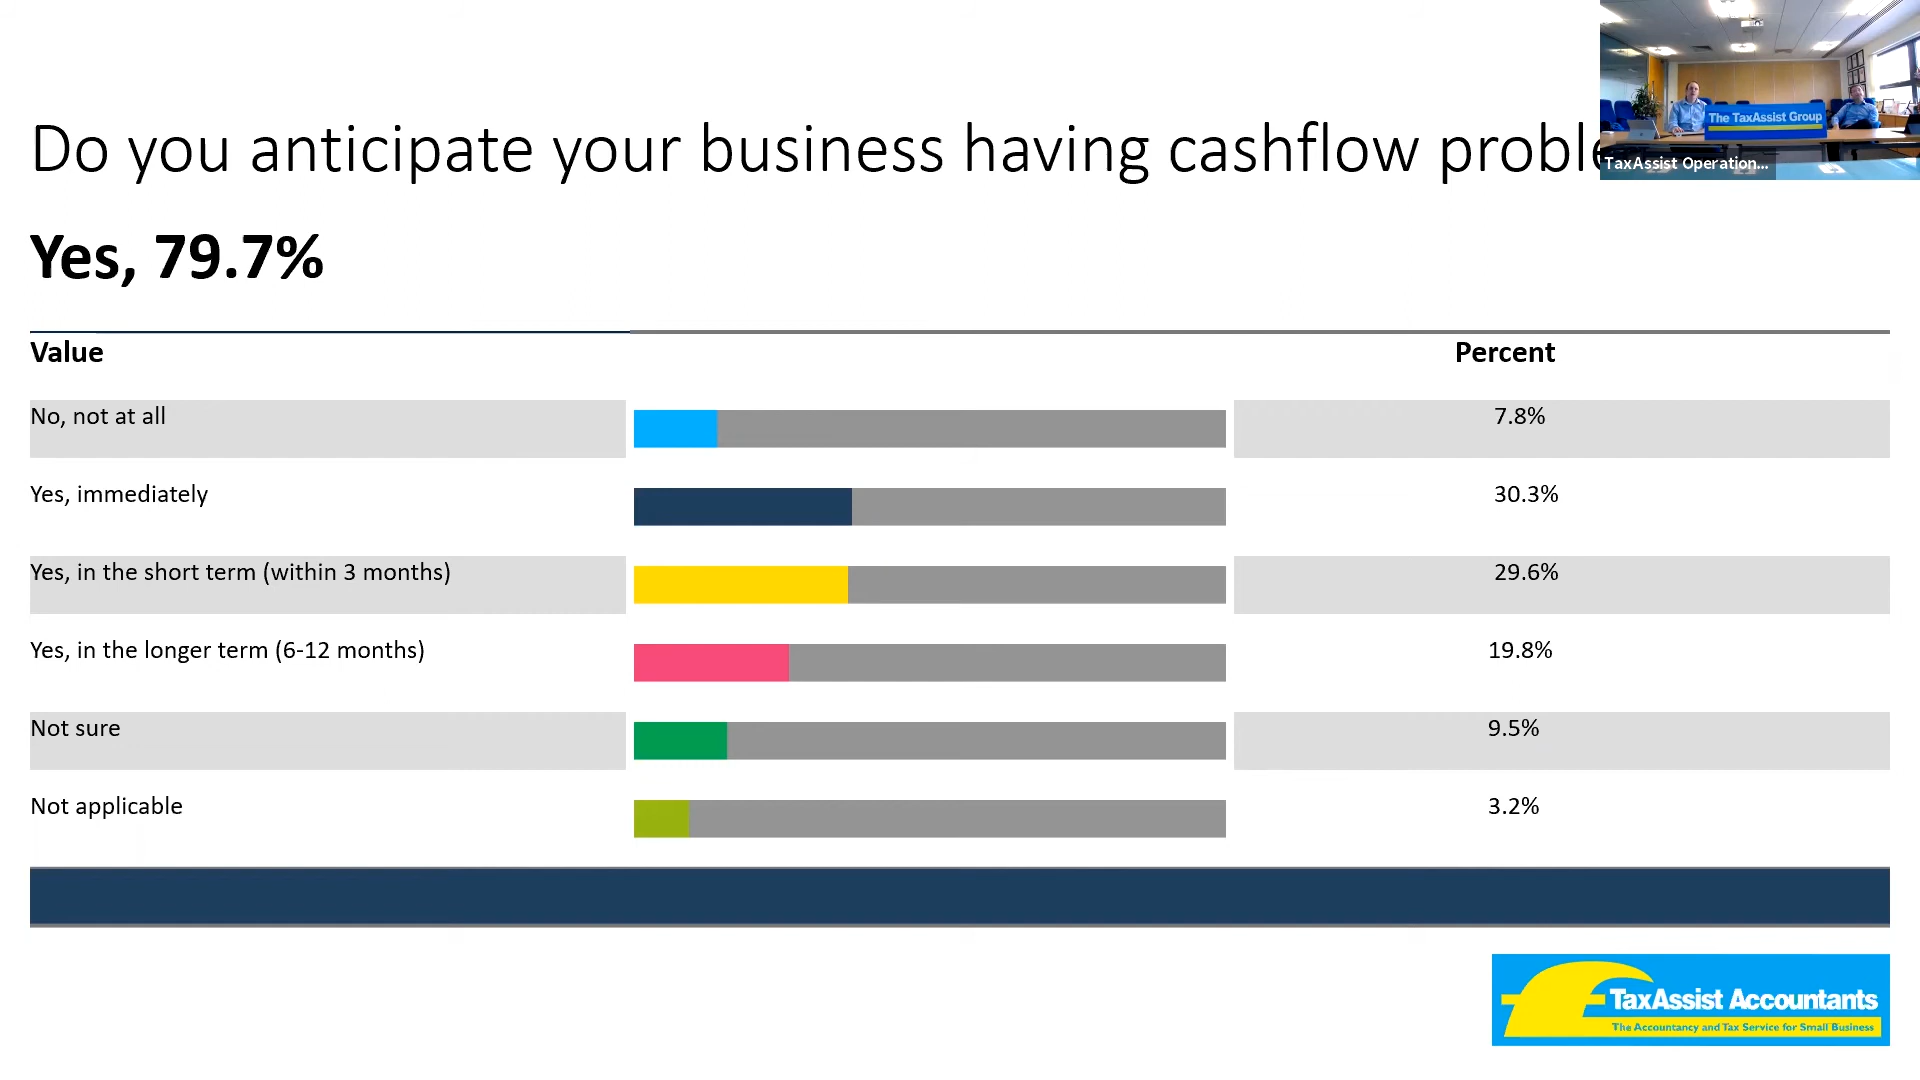 Do you anticipate your business having cashflow proble
The TaxAssist Group
TaxAssist Operation...
Yes, 79.7%
Value Percent
No, not at all 7.8%
Yes, immediately 30.3%
Yes, in the short term (within 3 months) 29.6%
Yes, in the longer term (6-12 months) 19.8%
Not sure 9.5%
Not applicable 3.2%
TaxAssist Accountants
The Accountancy and Tax Service for Small Business